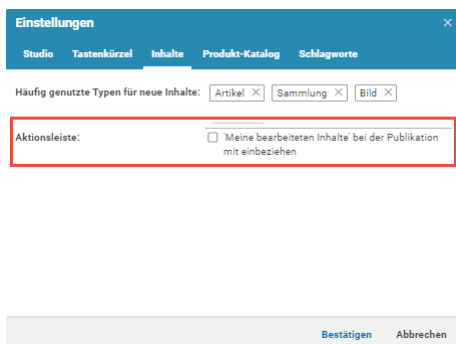 Einstellungen
Studio Tastenkürzel Inhalte Produkt-Katalog Schlagworte
Häufig genutzte Typen für neue Inhalte: Artikel Sammlung Bild
Aktionsleiste: 'Meine bearbeiteten Inhalte' bei der Publikation
mit einbeziehen
Bestätigen Abbrechen